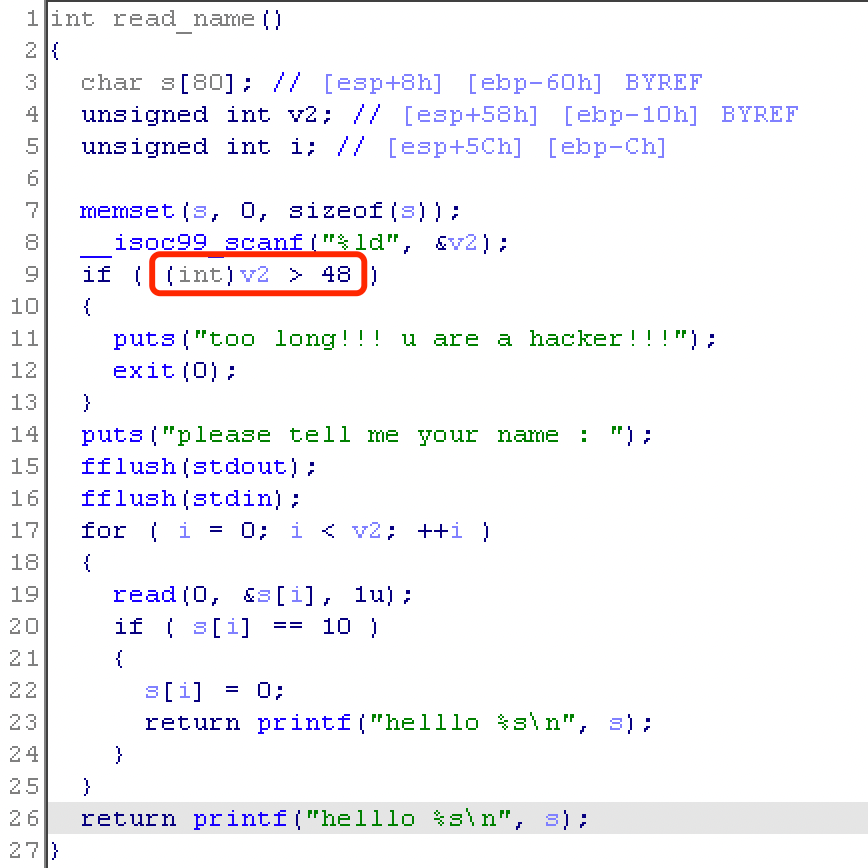 1 int read_name()
2 {
3 char s[80]; // [esp+8h] [ebp-60h] BYREF
4 unsigned int v2; // [esp+58h] [ebp-10h] BYREF
5 unsigned int i; // [esp+5Ch] [ebp-Ch]
6
7 memset(s, 0, sizeof(s));
8 __isoc99_scanf("%ld", &v2);
9 if ( (int)v2 > 48 )
10 {
11 puts("too long!!! u are a hacker!!!");
12 exit(0);
13 }
14 puts("please tell me your name : ");
15 fflush(stdout);
16 fflush(stdin);
17 for ( i = 0; i < v2; ++i )
18 {
19 read(0, &s[i], 1u);
20 if ( s[i] == 10 )
21 {
22 s[i] = 0;
23 return printf("helllo %s\n", s);
24 }
25 }
26 return printf("helllo %s\n", s);
27 }